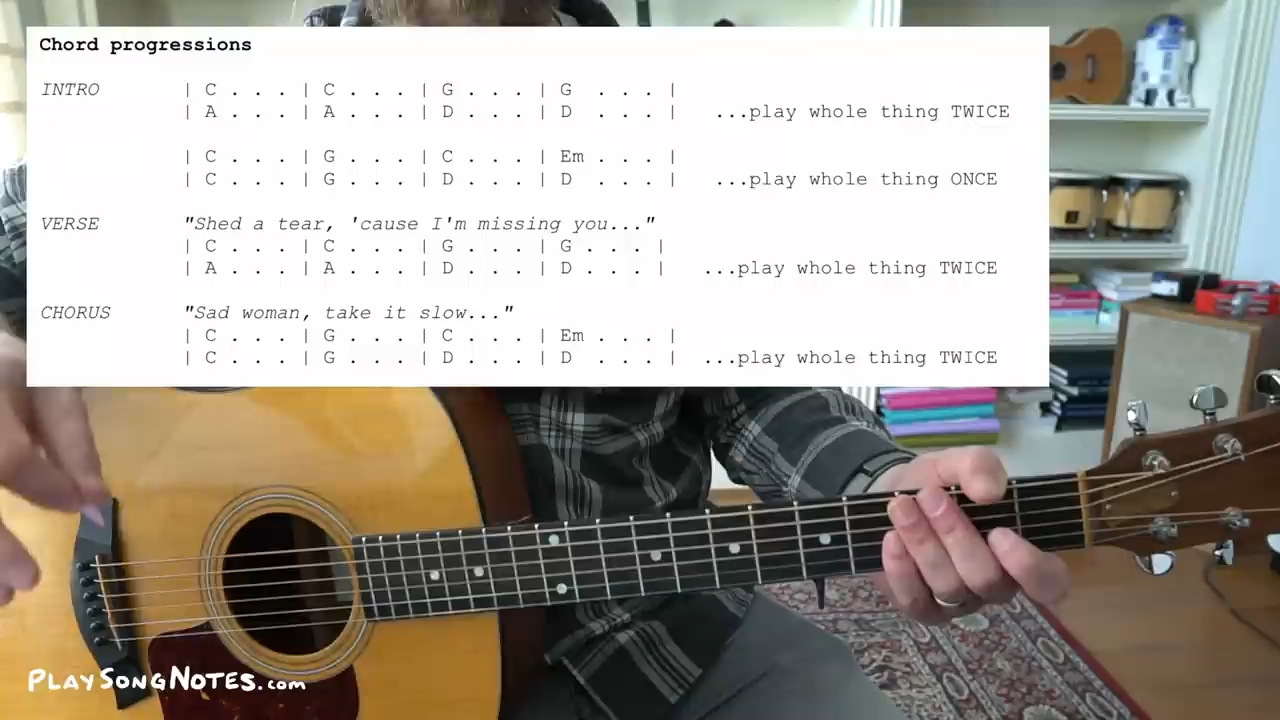 Chord progressions
INTRO | C . . . | C . . . | G . . . | G . . . |
| A . . . | A . . . | D . . . | D . . . | ...play whole thing TWICE
| C . . . | G . . . | C . . . | Em . . . |
| C . . . | G . . . | D . . . | D . . . | ...play whole thing ONCE
VERSE "Shed a tear, 'cause I'm missing you..."
| C . . . | C . . . | G . . . | G . . . |
| A . . . | A . . . | D . . . | D . . . | ...play whole thing TWICE
CHORUS "Sad woman, take it slow..."
| C . . . | G . . . | C . . . | Em . . . |
| C . . . | G . . . | D . . . | D . . . | ...play whole thing TWICE
PLAYSONGNOTES.com